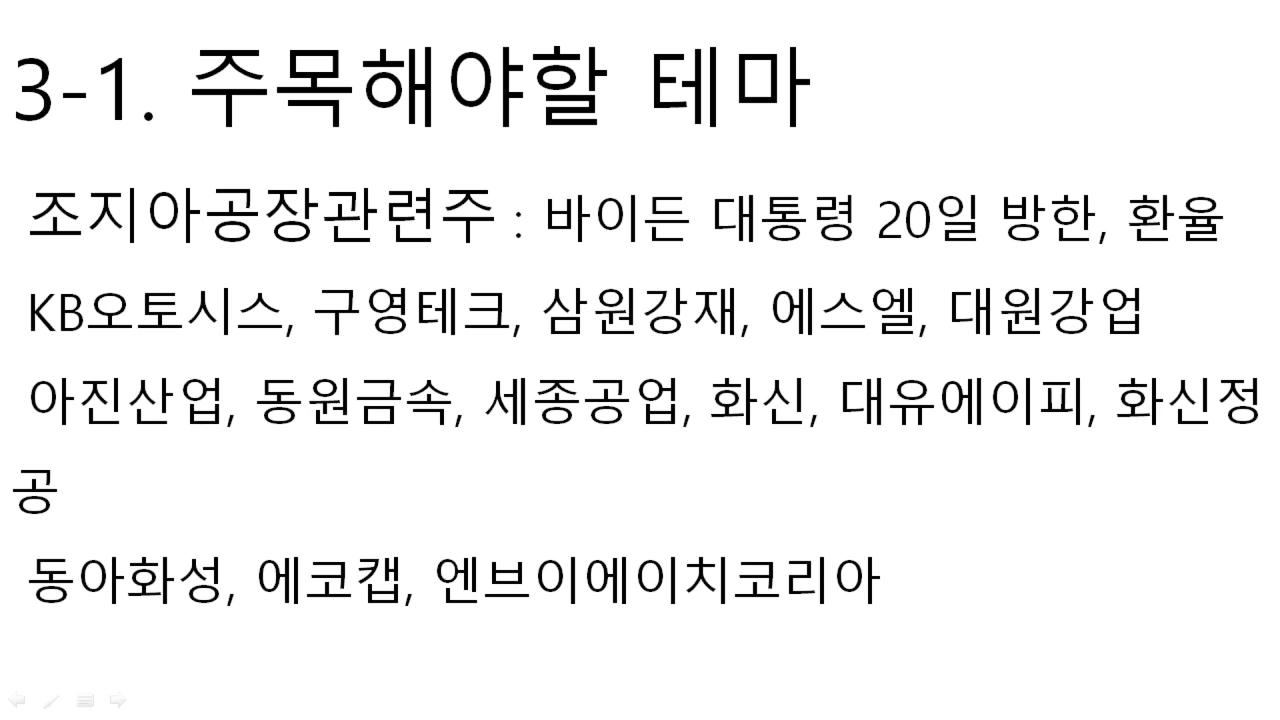 3-1. 주목해야할 테마
조지아공장관련주 : 바이든 대통령 20일 방한, 환율
KB오토시스, 구영테크, 삼원강재, 에스엘, 대원강업
아진산업, 동원금속, 세종공업, 화신, 대유에이피, 화신정
공
동아화성, 에코캡, 엔브이에이치코리아